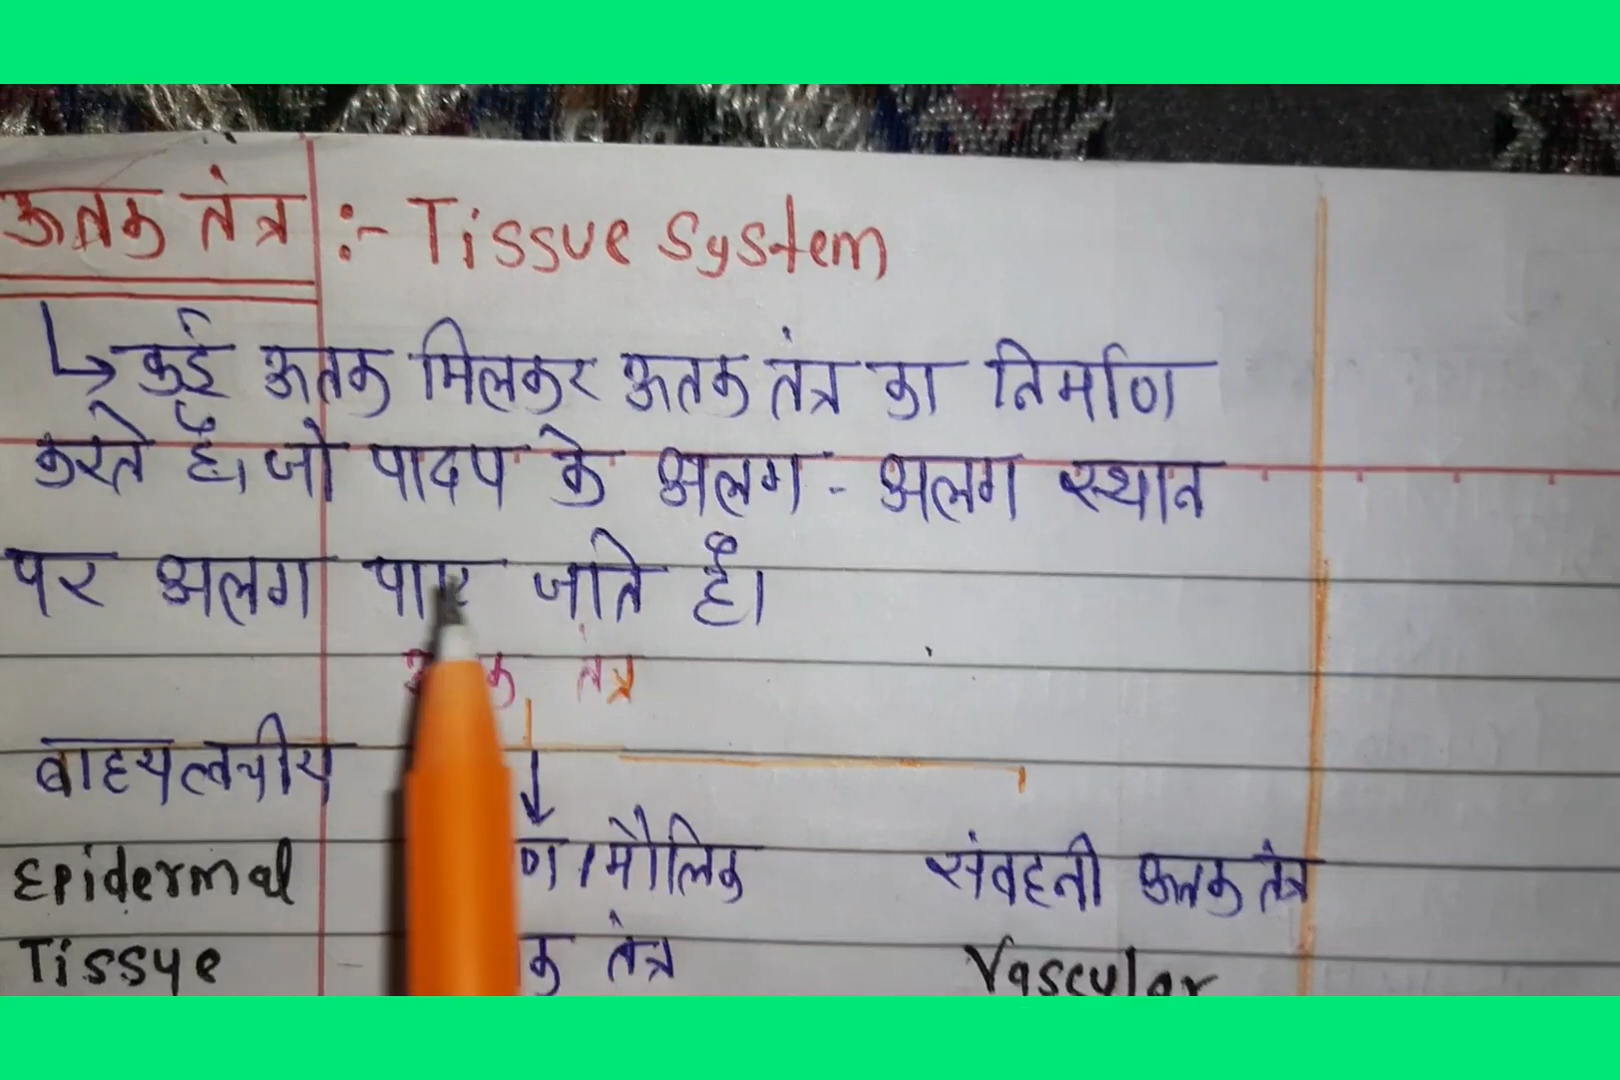 ऊतक तंत्र :- Tissue System
↳ कई ऊतक मिलकर ऊतक तंत्र का निर्माण
करते हैं। जो पादप के अलग - अलग स्थान
पर अलग पाए जाते हैं।
तंत्र
बाहयत्वचीय
Epidermal / मौलिक संवहनी ऊतक तंत्र
Tissue तंत्र Vascular